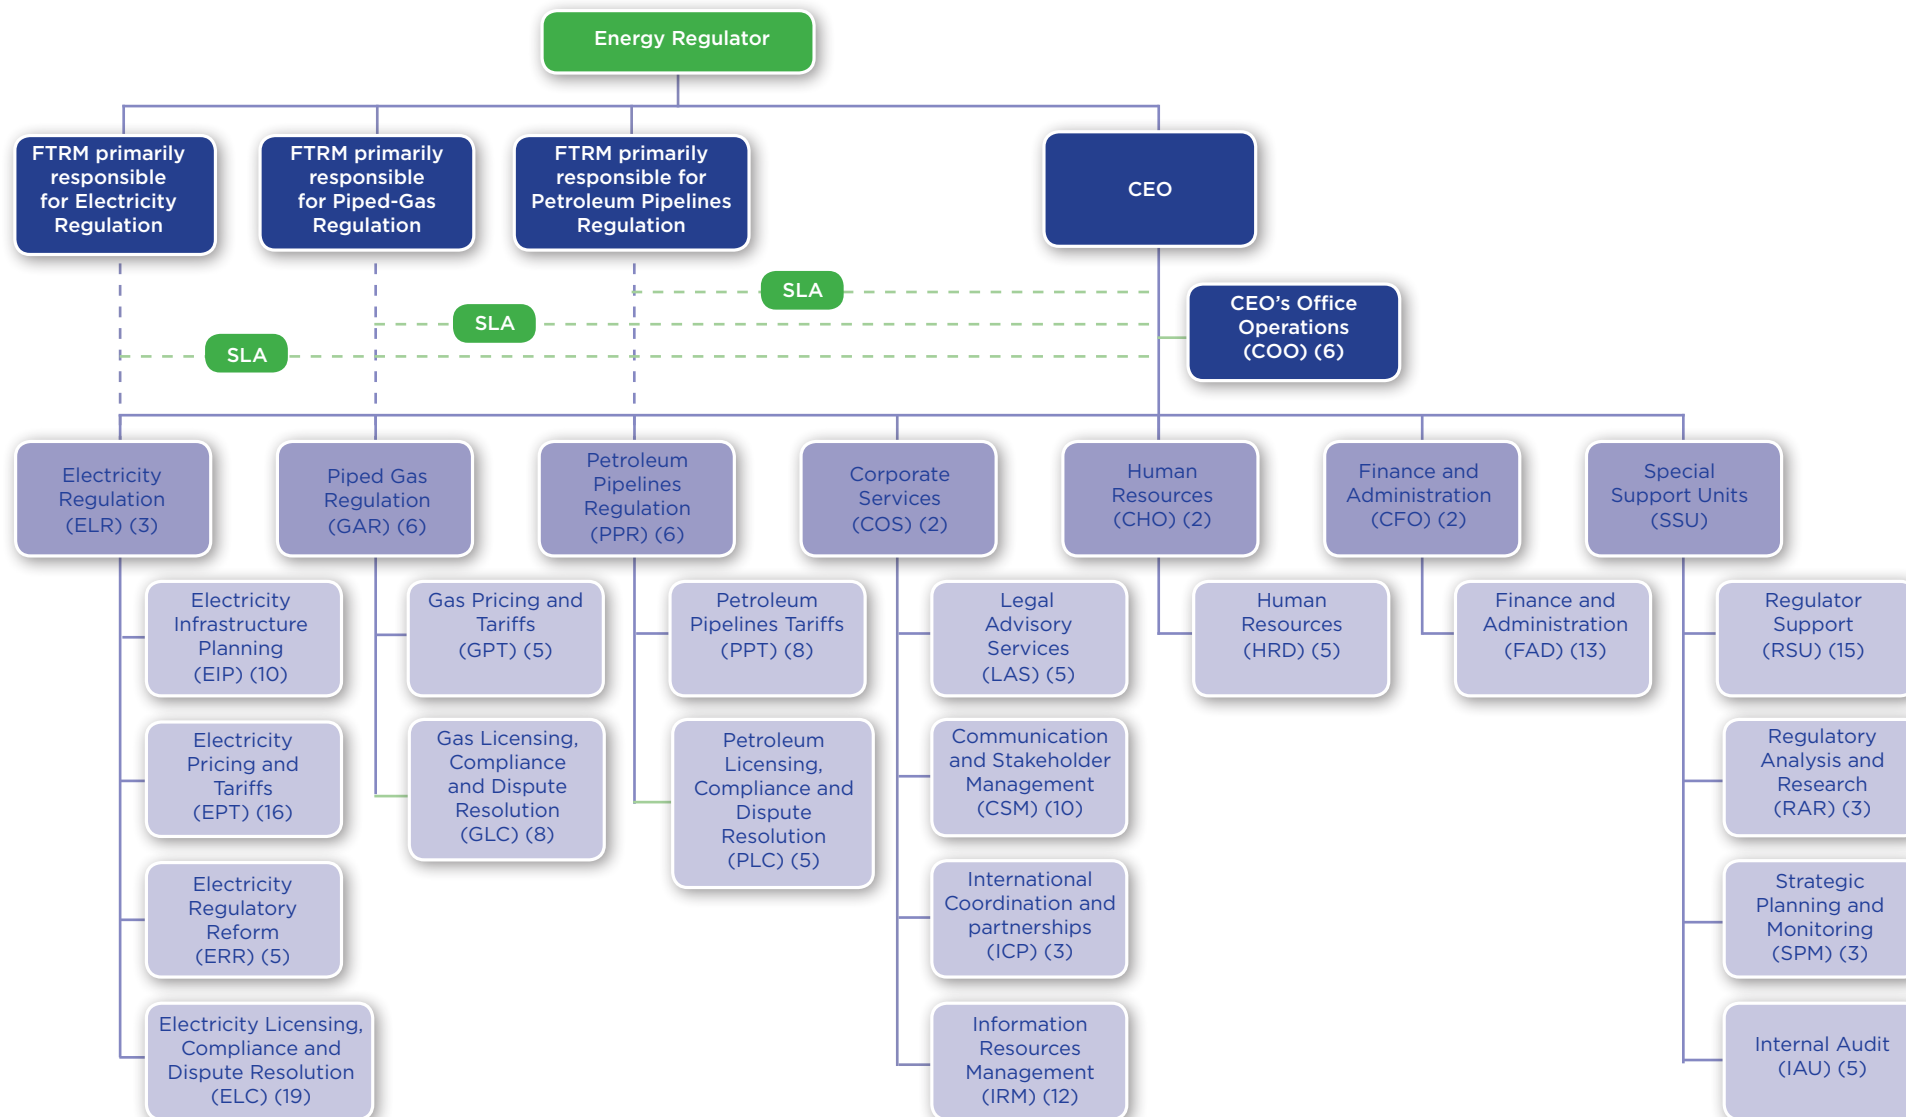 Energy Regulator
FTRM primarily
responsible
for Electricity
Regulation
FTRM primarily
responsible
for Piped-Gas
Regulation
FTRM primarily
responsible for
Petroleum Pipelines
Regulation
CEO
SLA
SLA
SLA
CEO’s Office
Operations
(COO) (6)
Electricity
Regulation
(ELR) (3)
Piped Gas
Regulation
(GAR) (6)
Petroleum
Pipelines
Regulation
(PPR) (6)
Corporate
Services
(COS) (2)
Human
Resources
(CHO) (2)
Finance and
Administration
(CFO) (2)
Special
Support Units
(SSU)
Electricity
Infrastructure
Planning
(EIP) (10)
Gas Pricing and
Tariffs
(GPT) (5)
Petroleum
Pipelines Tariffs
(PPT) (8)
Legal
Advisory
Services
(LAS) (5)
Human
Resources
(HRD) (5)
Finance and
Administration
(FAD) (13)
Regulator
Support
(RSU) (15)
Electricity
Pricing and
Tariffs
(EPT) (16)
Gas Licensing,
Compliance
and Dispute
Resolution
(GLC) (8)
Petroleum
Licensing,
Compliance and
Dispute
Resolution
(PLC) (5)
Communication
and Stakeholder
Management
(CSM) (10)
Regulatory
Analysis and
Research
(RAR) (3)
Electricity
Regulatory
Reform
(ERR) (5)
International
Coordination and
partnerships
(ICP) (3)
Strategic
Planning and
Monitoring
(SPM) (3)
Electricity Licensing,
Compliance and
Dispute Resolution
(ELC) (19)
Information
Resources
Management
(IRM) (12)
Internal Audit
(IAU) (5)